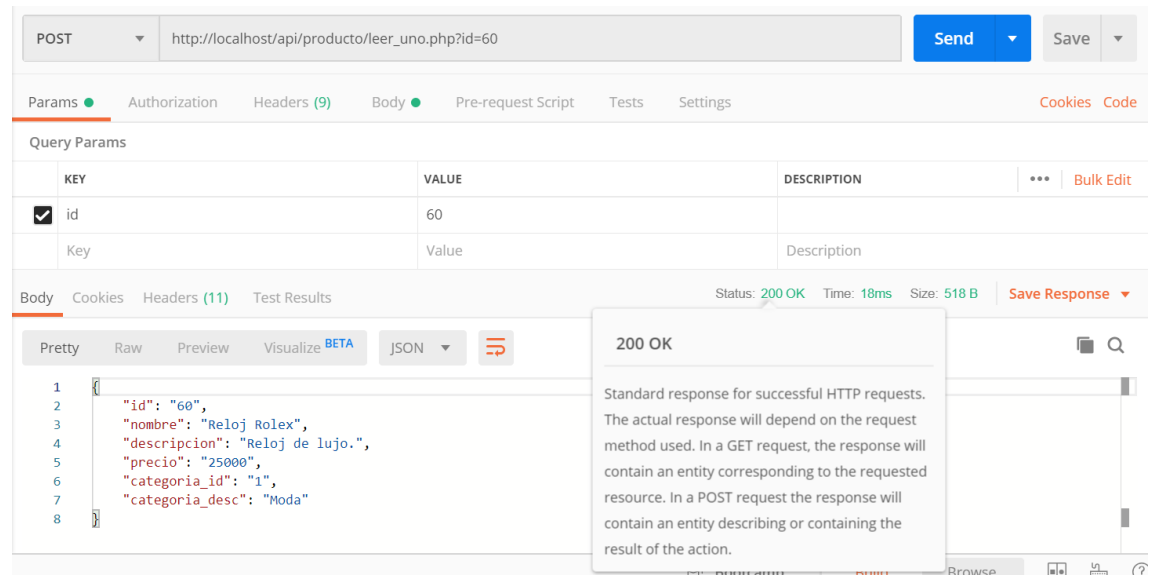 POST http://localhost/api/producto/leer_uno.php?id=60 Send Save
Params Authorization Headers (9) Body Pre-request Script Tests Settings Cookies Code
Query Params
KEY VALUE DESCRIPTION ••• Bulk Edit
id 60
Key Value Description
Body Cookies Headers (11) Test Results Status: 200 OK Time: 18ms Size: 518 B Save Response
Pretty Raw Preview Visualize BETA JSON
1 {
2 "id": "60",
3 "nombre": "Reloj Rolex",
4 "descripcion": "Reloj de lujo.",
5 "precio": "25000",
6 "categoria_id": "1",
7 "categoria_desc": "Moda"
8 }
200 OK
Standard response for successful HTTP requests.
The actual response will depend on the request
method used. In a GET request, the response will
contain an entity corresponding to the requested
resource. In a POST request the response will
contain an entity describing or containing the
result of the action.
Bootcamp Build Browse